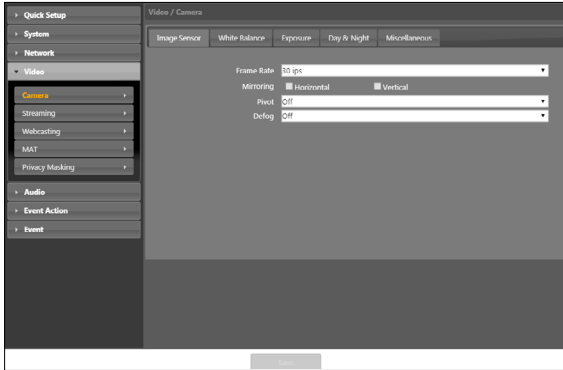 Quick Setup
System
Network
Video
Camera
Streaming
Webcasting
MAT
Privacy Masking
Audio
Event Action
Event
Video / Camera
Image Sensor White Balance Exposure Day & Night Miscellaneous
Frame Rate 30 ips
Mirroring Horizontal Vertical
Pivot Off
Defog Off
Save